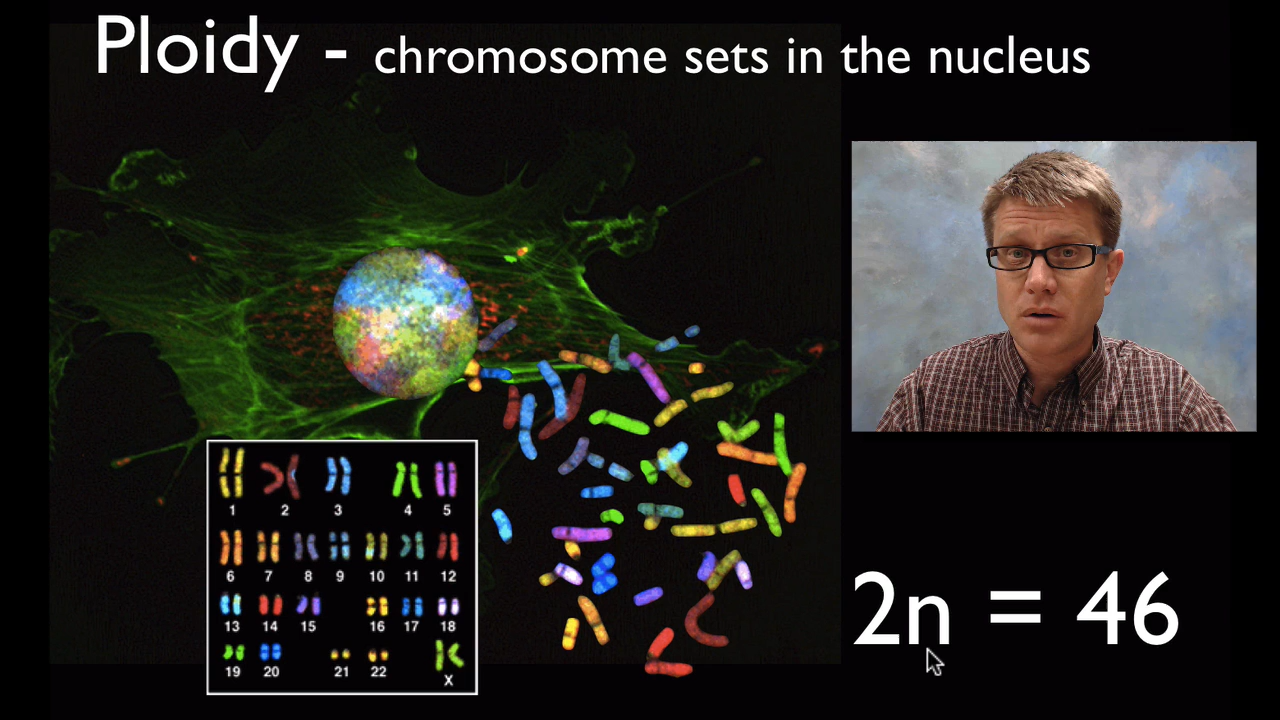 Ploidy - chromosome sets in the nucleus
1 2 3 4 5
6 7 8 9 10 11 12
13 14 15 16 17 18
19 20 21 22 X
2n = 46